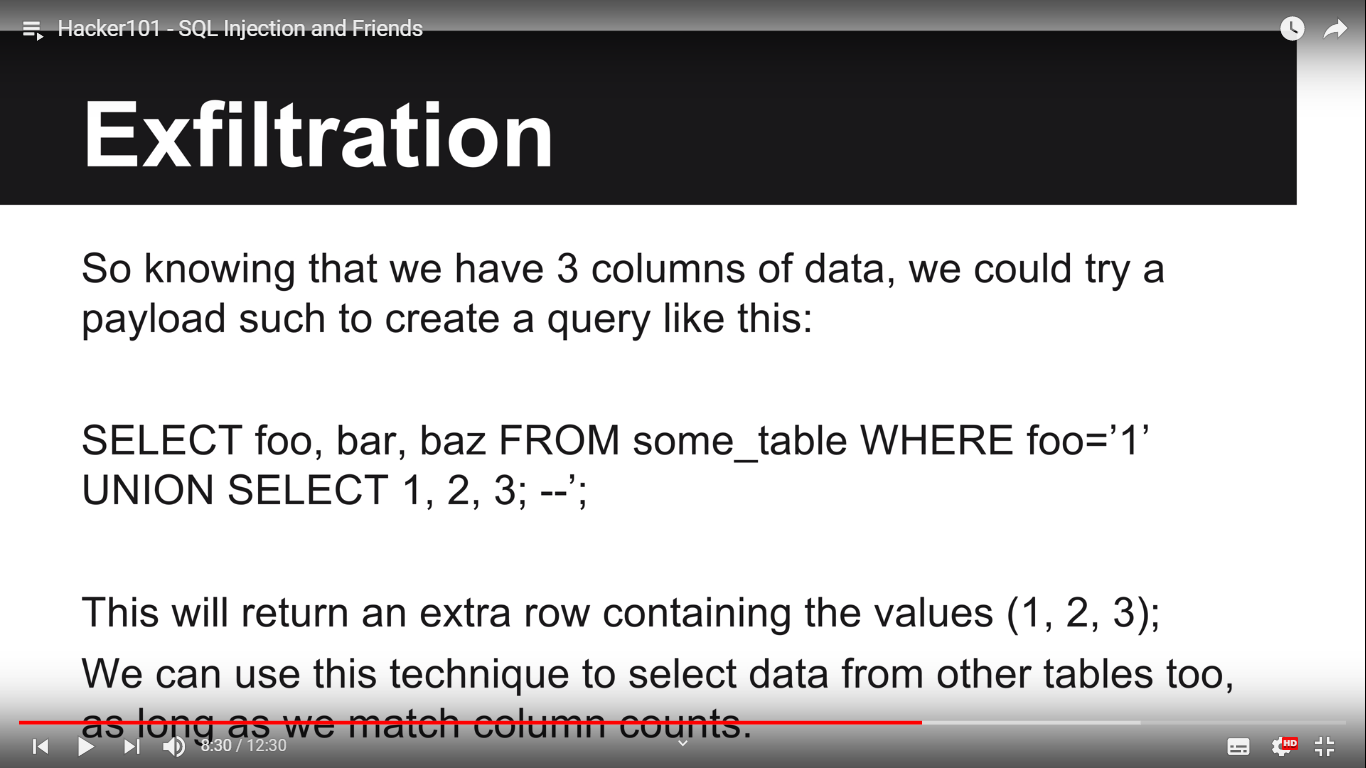 Hacker101 - SQL Injection and Friends
Exfiltration
So knowing that we have 3 columns of data, we could try a
payload such to create a query like this:
SELECT foo, bar, baz FROM some_table WHERE foo=’1’
UNION SELECT 1, 2, 3; --’;
This will return an extra row containing the values (1, 2, 3);
We can use this technique to select data from other tables too,
as long as we match column counts.
8:30 / 12:30
HD